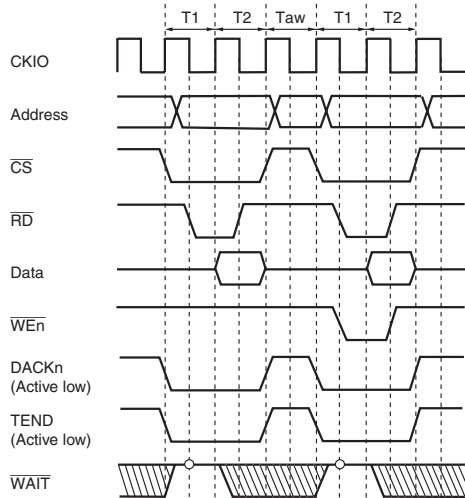 T1 T2 Taw T1 T2
CKIO
Address
CS
RD
Data
WEn
DACKn
(Active low)
TEND
(Active low)
WAIT